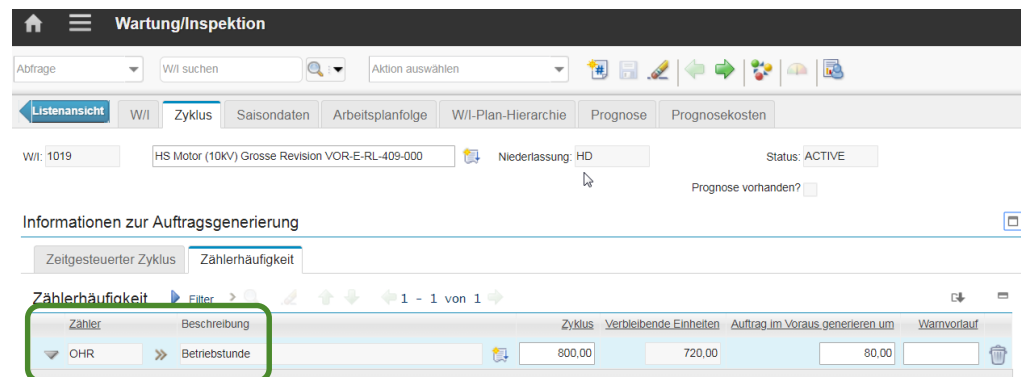 Wartung/Inspektion
Abfrage W/I suchen Aktion auswählen
Listenansicht W/I Zyklus Saisondaten Arbeitsplanfolge W/I-Plan-Hierarchie Prognose Prognosekosten
W/I: 1019 HS Motor (10kV) Grosse Revision VOR-E-RL-409-000 Niederlassung: HD Status: ACTIVE
Prognose vorhanden?
Informationen zur Auftragsgenerierung
Zeitgesteuerter Zyklus Zählerhäufigkeit
Zählerhäufigkeit Filter 1 - 1 von 1
Zähler Beschreibung Zyklus Verbleibende Einheiten Auftrag im Voraus generieren um Warnvorlauf
OHR Betriebstunde 800,00 720,00 80,00